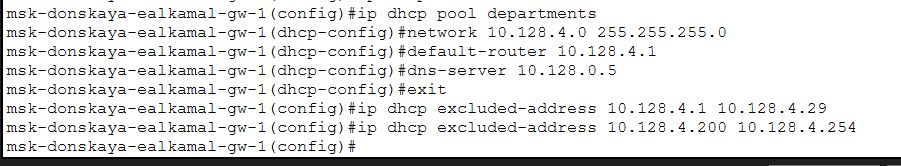 msk-donskaya-ealkamal-gw-1(config)#ip dhcp pool departments
msk-donskaya-ealkamal-gw-1(dhcp-config)#network 10.128.4.0 255.255.255.0
msk-donskaya-ealkamal-gw-1(dhcp-config)#default-router 10.128.4.1
msk-donskaya-ealkamal-gw-1(dhcp-config)#dns-server 10.128.0.5
msk-donskaya-ealkamal-gw-1(dhcp-config)#exit
msk-donskaya-ealkamal-gw-1(config)#ip dhcp excluded-address 10.128.4.1 10.128.4.29
msk-donskaya-ealkamal-gw-1(config)#ip dhcp excluded-address 10.128.4.200 10.128.4.254
msk-donskaya-ealkamal-gw-1(config)#